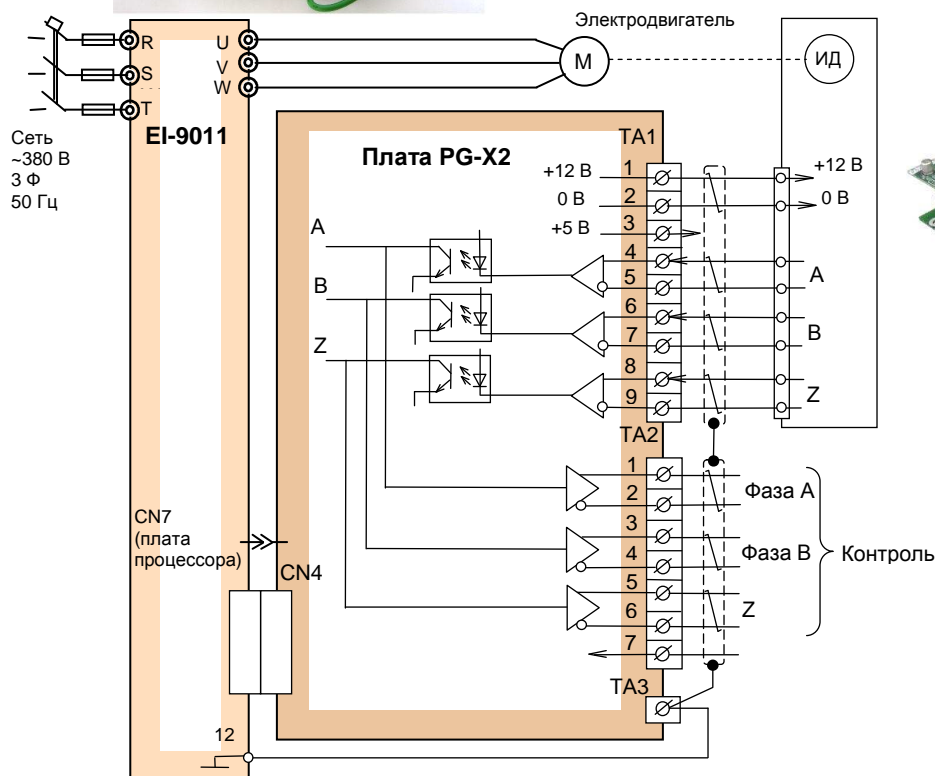 Электродвигатель
R
S
T
U
V
W
M
ИД
Сеть
~380 В
3 Ф
50 Гц
EI-9011
Плата PG-X2
TA1
+12 В
1
0 В
2
+5 В
3
4
5
6
7
8
9
+12 В
0 В
A
B
Z
A
B
Z
TA2
1
2
3
4
5
6
7
Фаза A
Фаза B
Z
Контроль
CN7
(плата
процессора)
CN4
TA3
12